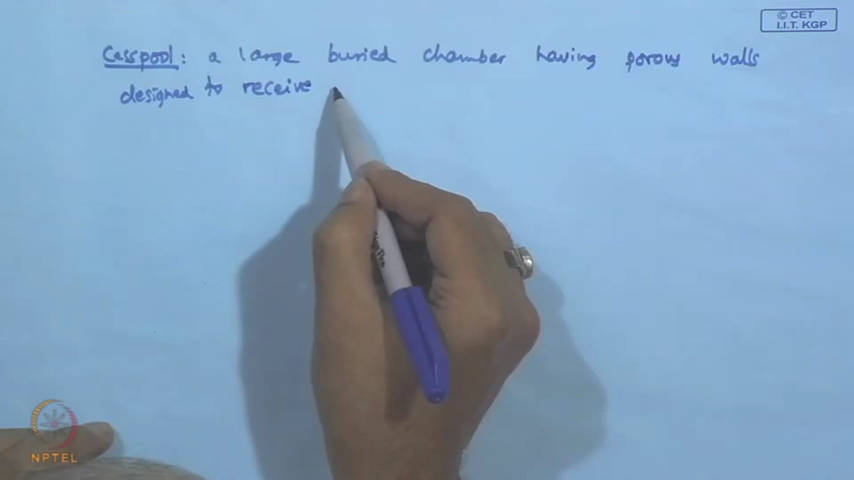 © CET
I.I.T. KGP
Cesspool: a large buried chamber having porous walls
designed to receive
NPTEL